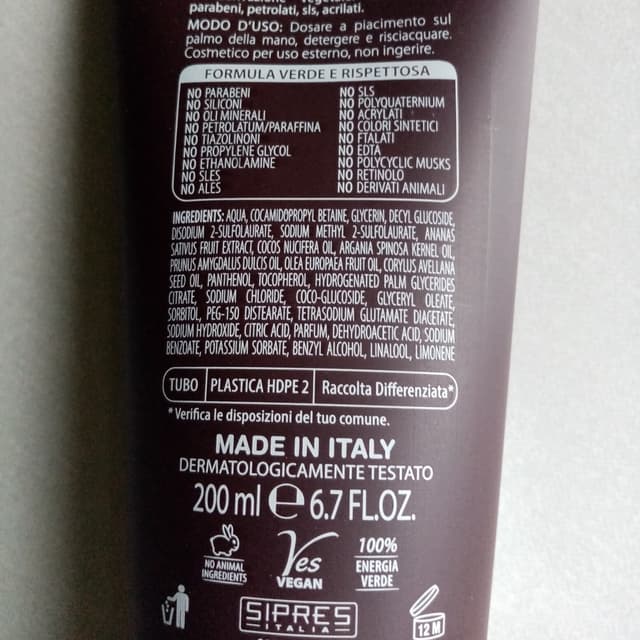 parabeni, petrolati, sls, acrilati.
MODO D'USO: Dosare a piacimento sul
palmo della mano, detergere e risciacquare.
Cosmetico per uso esterno, non ingerire.
FORMULA VERDE E RISPETTOSA
NO PARABENI
NO SILICONI
NO OLI MINERALI
NO PETROLATUM/PARAFFINA
NO TIAZOLINONI
NO PROPYLENE GLYCOL
NO ETHANOLAMINE
NO SLES
NO ALES
NO SLS
NO POLYQUATERNIUM
NO ACRYLATI
NO COLORI SINTETICI
NO FTALATI
NO EDTA
NO POLYCYCLIC MUSKS
NO RETINOLO
NO DERIVATI ANIMALI
INGREDIENTS: AQUA, COCAMIDOPROPYL BETAINE, GLYCERIN, DECYL GLUCOSIDE,
DISODIUM 2-SULFOLAURATE, SODIUM METHYL 2-SULFOLAURATE, ANANAS
SATIVUS FRUIT EXTRACT, COCOS NUCIFERA OIL, ARGANIA SPINOSA KERNEL OIL,
PRUNUS AMYGDALUS DULCIS OIL, OLEA EUROPAEA FRUIT OIL, CORYLUS AVELLANA
SEED OIL, PANTHENOL, TOCOPHEROL, HYDROGENATED PALM GLYCERIDES
CITRATE, SODIUM CHLORIDE, COCO-GLUCOSIDE, GLYCERYL OLEATE,
SORBITOL, PEG-150 DISTEARATE, TETRASODIUM GLUTAMATE DIACETATE,
SODIUM HYDROXIDE, CITRIC ACID, PARFUM, DEHYDROACETIC ACID, SODIUM
BENZOATE, POTASSIUM SORBATE, BENZYL ALCOHOL, LINALOOL, LIMONENE
TUBO PLASTICA HDPE 2 Raccolta Differenziata*
*Verifica le disposizioni del tuo comune.
MADE IN ITALY
DERMATOLOGICAMENTE TESTATO
200 ml e 6.7 FL.OZ.
NO ANIMAL
INGREDIENTS
Yes
VEGAN
100%
ENERGIA
VERDE
SIPRES
ITALIA
12 M